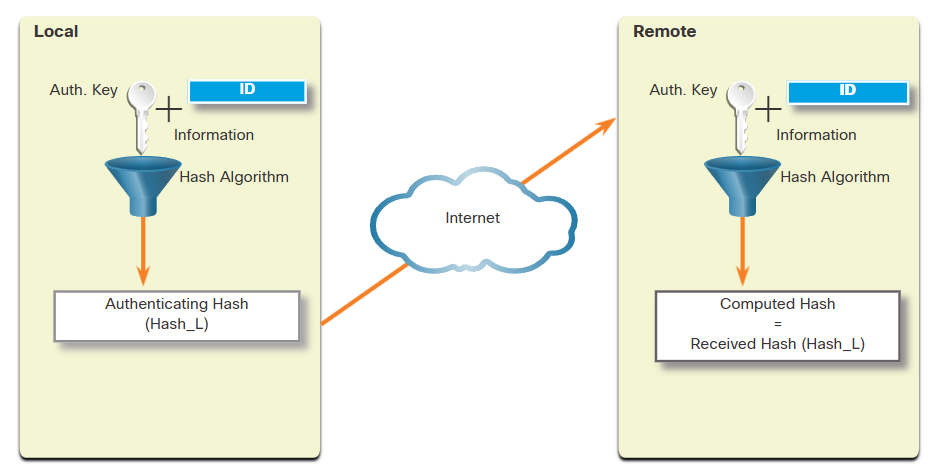 Local
Auth. Key
ID
Information
Hash Algorithm
Authenticating Hash
(Hash_L)
Internet
Remote
Auth. Key
ID
Information
Hash Algorithm
Computed Hash
=
Received Hash (Hash_L)